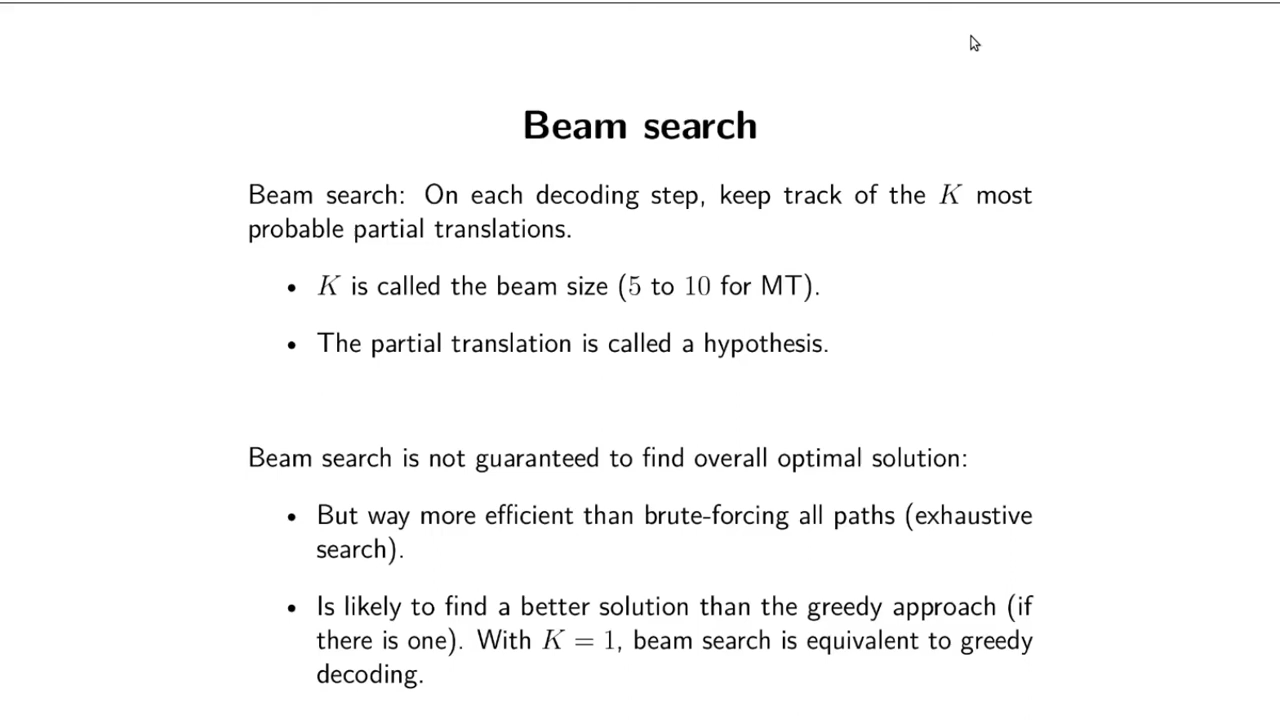 Beam search
Beam search: On each decoding step, keep track of the K most
probable partial translations.
• K is called the beam size (5 to 10 for MT).
• The partial translation is called a hypothesis.
Beam search is not guaranteed to find overall optimal solution:
• But way more efficient than brute-forcing all paths (exhaustive
search).
• Is likely to find a better solution than the greedy approach (if
there is one). With K = 1, beam search is equivalent to greedy
decoding.